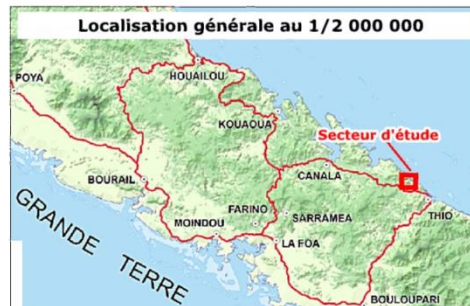 Localisation générale au 1/2 000 000
POYA
HOUAILOU
KOUAOUA
Secteur d'étude
CANALA
BOURAIL
THIO
FARINO
SARRAMEA
MOINDOU
LA FOA
GRANDE TERRE
BOULOUPARI